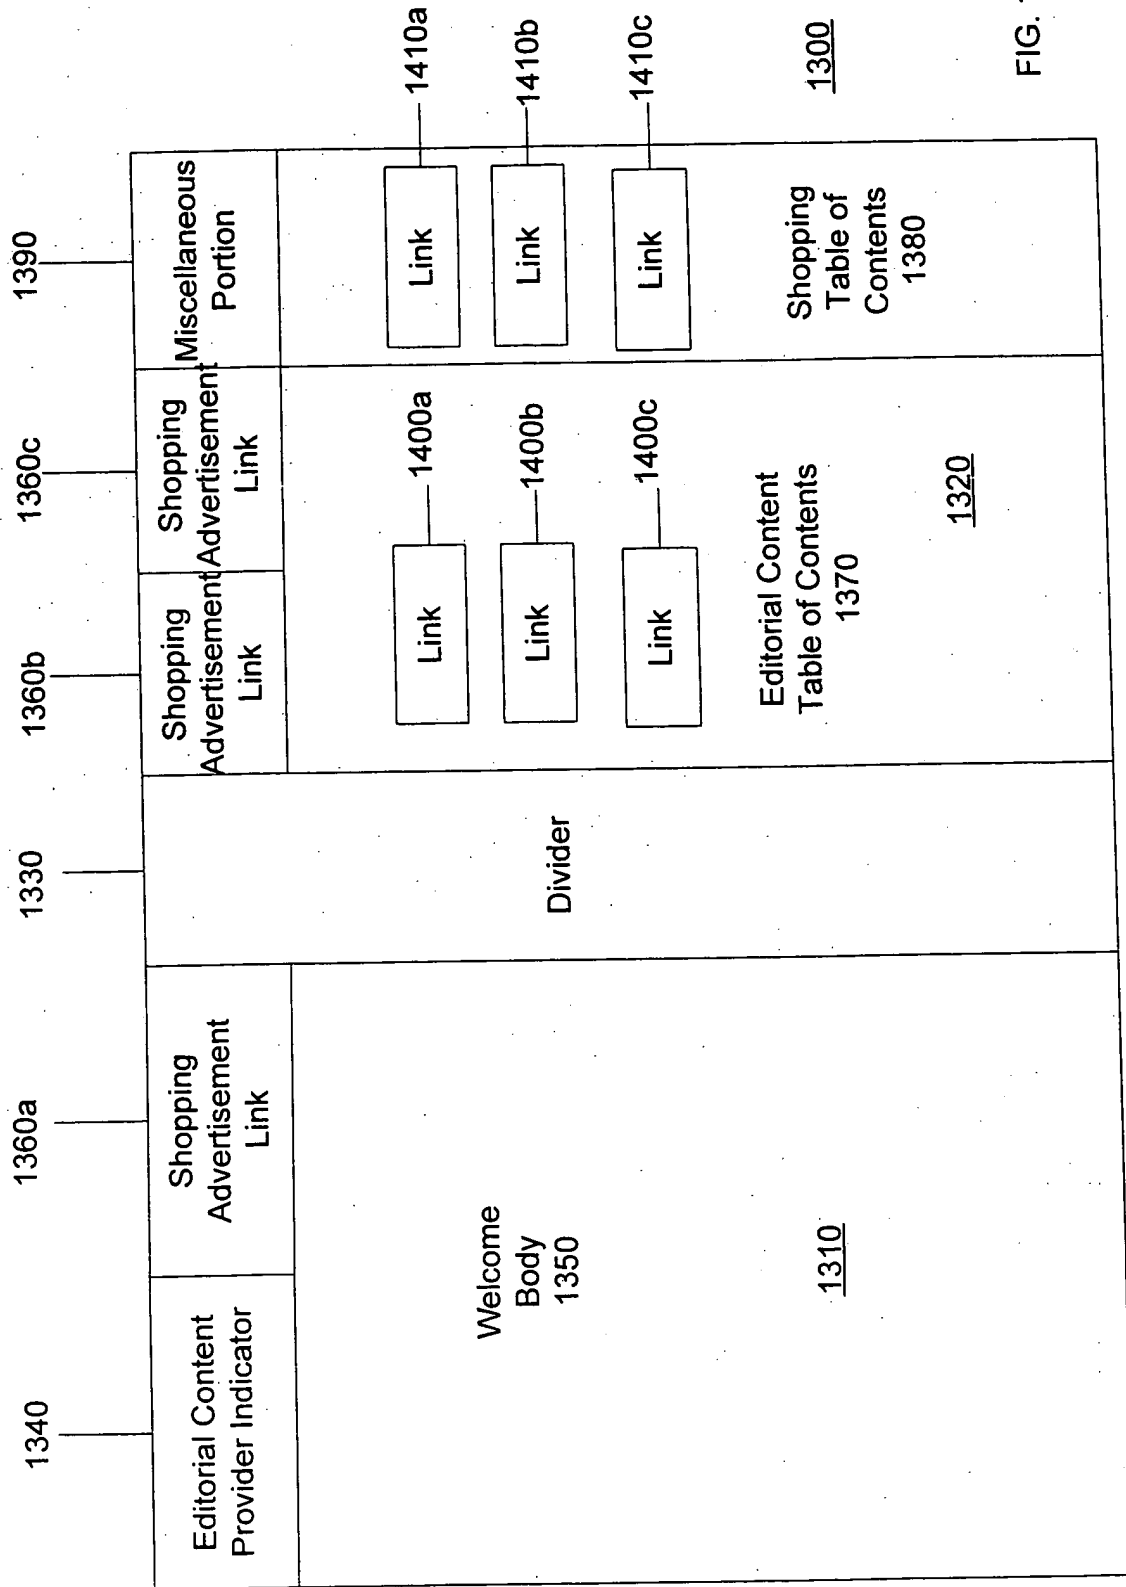 1340
1360a
1330
1360b
1360c
1390
Editorial Content
Provider Indicator
Shopping
Advertisement
Link
Shopping
Advertisement
Link
Shopping
Advertisement
Link
Miscellaneous
Portion
Welcome
Body
1350
1310
Divider
Link
1400a
Link
1400b
Link
1400c
Editorial Content
Table of Contents
1370
1320
Link
1410a
Link
1410b
Link
1410c
Shopping
Table of
Contents
1380
1300
FIG.